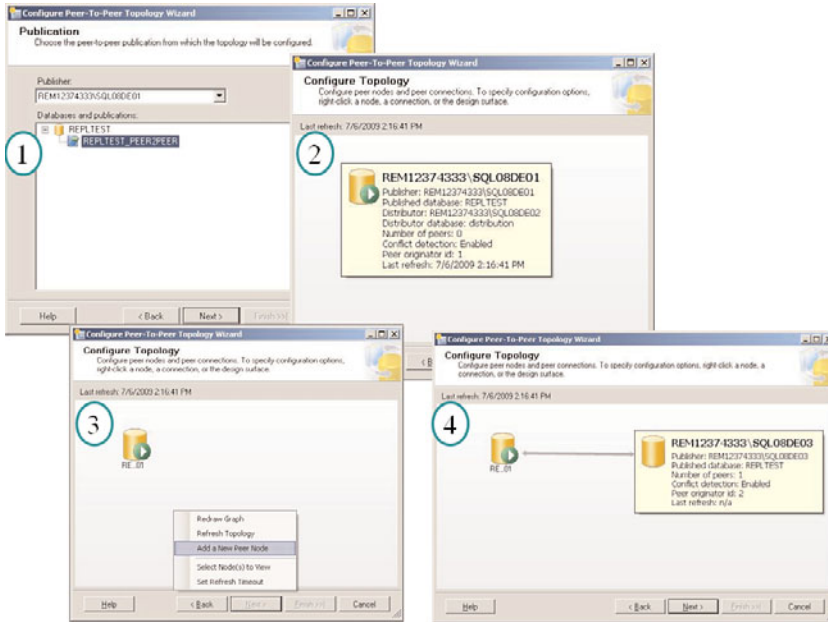 Configure Peer-To-Peer Topology Wizard
Publication
Choose the peer-to-peer publication from which the topology will be configured.
Publisher:
REM12374333\SQL08DE01
Databases and publications:
REPLTEST
REPLTEST_PEER2PEER
1
Help
< Back
Next >
Finish >>|
Configure Peer-To-Peer Topology Wizard
Configure Topology
Configure peer nodes and peer connections. To specify configuration options,
right-click a node, a connection, or the design surface.
Last refresh: 7/6/2009 2:16:41 PM
2
REM12374333\SQL08DE01
Publisher: REM12374333\SQL08DE01
Published database: REPLTEST
Distributor: REM12374333\SQL08DE02
Distributor database: distribution
Number of peers: 0
Conflict detection: Enabled
Peer originator id: 1
Last refresh: 7/6/2009 2:16:41 PM
Configure Peer-To-Peer Topology Wizard
Configure Topology
Configure peer nodes and peer connections. To specify configuration options,
right-click a node, a connection, or the design surface.
Last refresh: 7/6/2009 2:16:41 PM
3
RE...01
Redraw Graph
Refresh Topology
Add a New Peer Node
Select Node(s) to View
Set Refresh Timeout
Help
< Back
Next >
Finish >>|
Cancel
Configure Peer-To-Peer Topology Wizard
Configure Topology
Configure peer nodes and peer connections. To specify configuration options, right-click a node, a
connection, or the design surface.
Last refresh: 7/6/2009 2:16:41 PM
4
RE...01
REM12374333\SQL08DE03
Publisher: REM12374333\SQL08DE03
Published database: REPLTEST
Number of peers: 1
Conflict detection: Enabled
Peer originator id: 2
Last refresh: n/a
Help
< Back
Next >
Finish >>|
Cancel